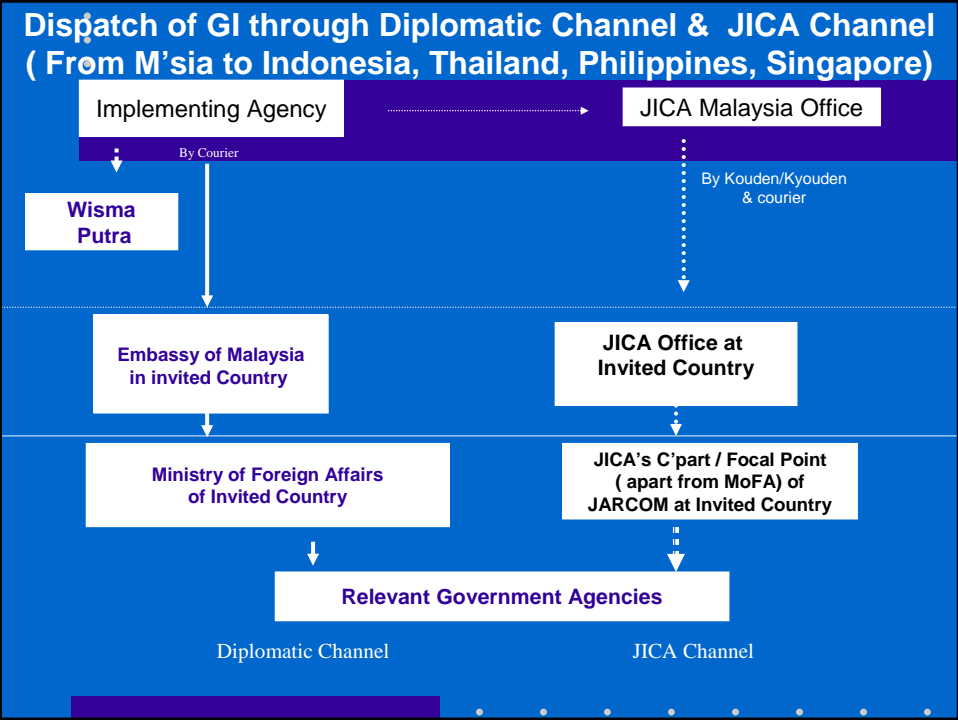 Dispatch of GI through Diplomatic Channel & JICA Channel
( From M'sia to Indonesia, Thailand, Philippines, Singapore)
Implementing Agency
JICA Malaysia Office
By Courier
By Kouden/Kyouden
& courier
Wisma
Putra
Embassy of Malaysia
in invited Country
JICA Office at
Invited Country
Ministry of Foreign Affairs
of Invited Country
JICA's C'part / Focal Point
( apart from MoFA) of
JARCOM at Invited Country
Relevant Government Agencies
Diplomatic Channel
JICA Channel